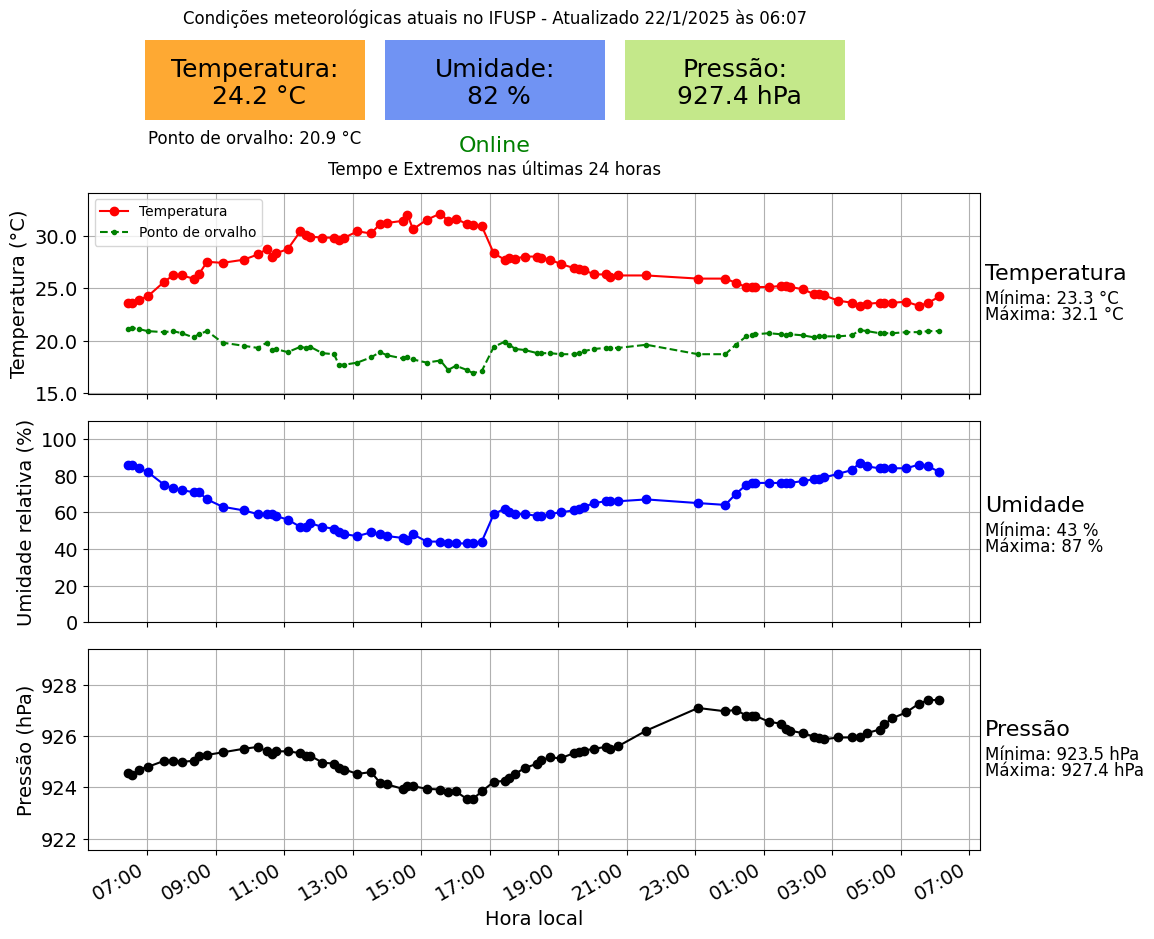 Condições meteorológicas atuais no IFUSP - Atualizado 22/1/2025 às 06:07
Temperatura:
24.2 °C
Umidade:
82 %
Pressão:
927.4 hPa
Ponto de orvalho: 20.9 °C
Online
Tempo e Extremos nas últimas 24 horas
Temperatura
Ponto de orvalho
Temperatura (°C)
30.0
25.0
20.0
15.0
Temperatura
Mínima: 23.3 °C
Máxima: 32.1 °C
Umidade relativa (%)
100
80
60
40
20
0
Umidade
Mínima: 43 %
Máxima: 87 %
Pressão (hPa)
928
926
924
922
Pressão
Mínima: 923.5 hPa
Máxima: 927.4 hPa
07:00 09:00 11:00 13:00 15:00 17:00 19:00 21:00 23:00 01:00 03:00 05:00 07:00
Hora local